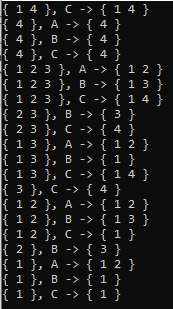 { 1 4 }, C -> { 1 4 }
{ 4 }, A -> { 4 }
{ 4 }, B -> { 4 }
{ 4 }, C -> { 4 }
{ 1 2 3 }, A -> { 1 2 }
{ 1 2 3 }, B -> { 1 3 }
{ 1 2 3 }, C -> { 1 4 }
{ 2 3 }, B -> { 3 }
{ 2 3 }, C -> { 4 }
{ 1 3 }, A -> { 1 2 }
{ 1 3 }, B -> { 1 }
{ 1 3 }, C -> { 1 4 }
{ 3 }, C -> { 4 }
{ 1 2 }, A -> { 1 2 }
{ 1 2 }, B -> { 1 3 }
{ 1 2 }, C -> { 1 }
{ 2 }, B -> { 3 }
{ 1 }, A -> { 1 2 }
{ 1 }, B -> { 1 }
{ 1 }, C -> { 1 }